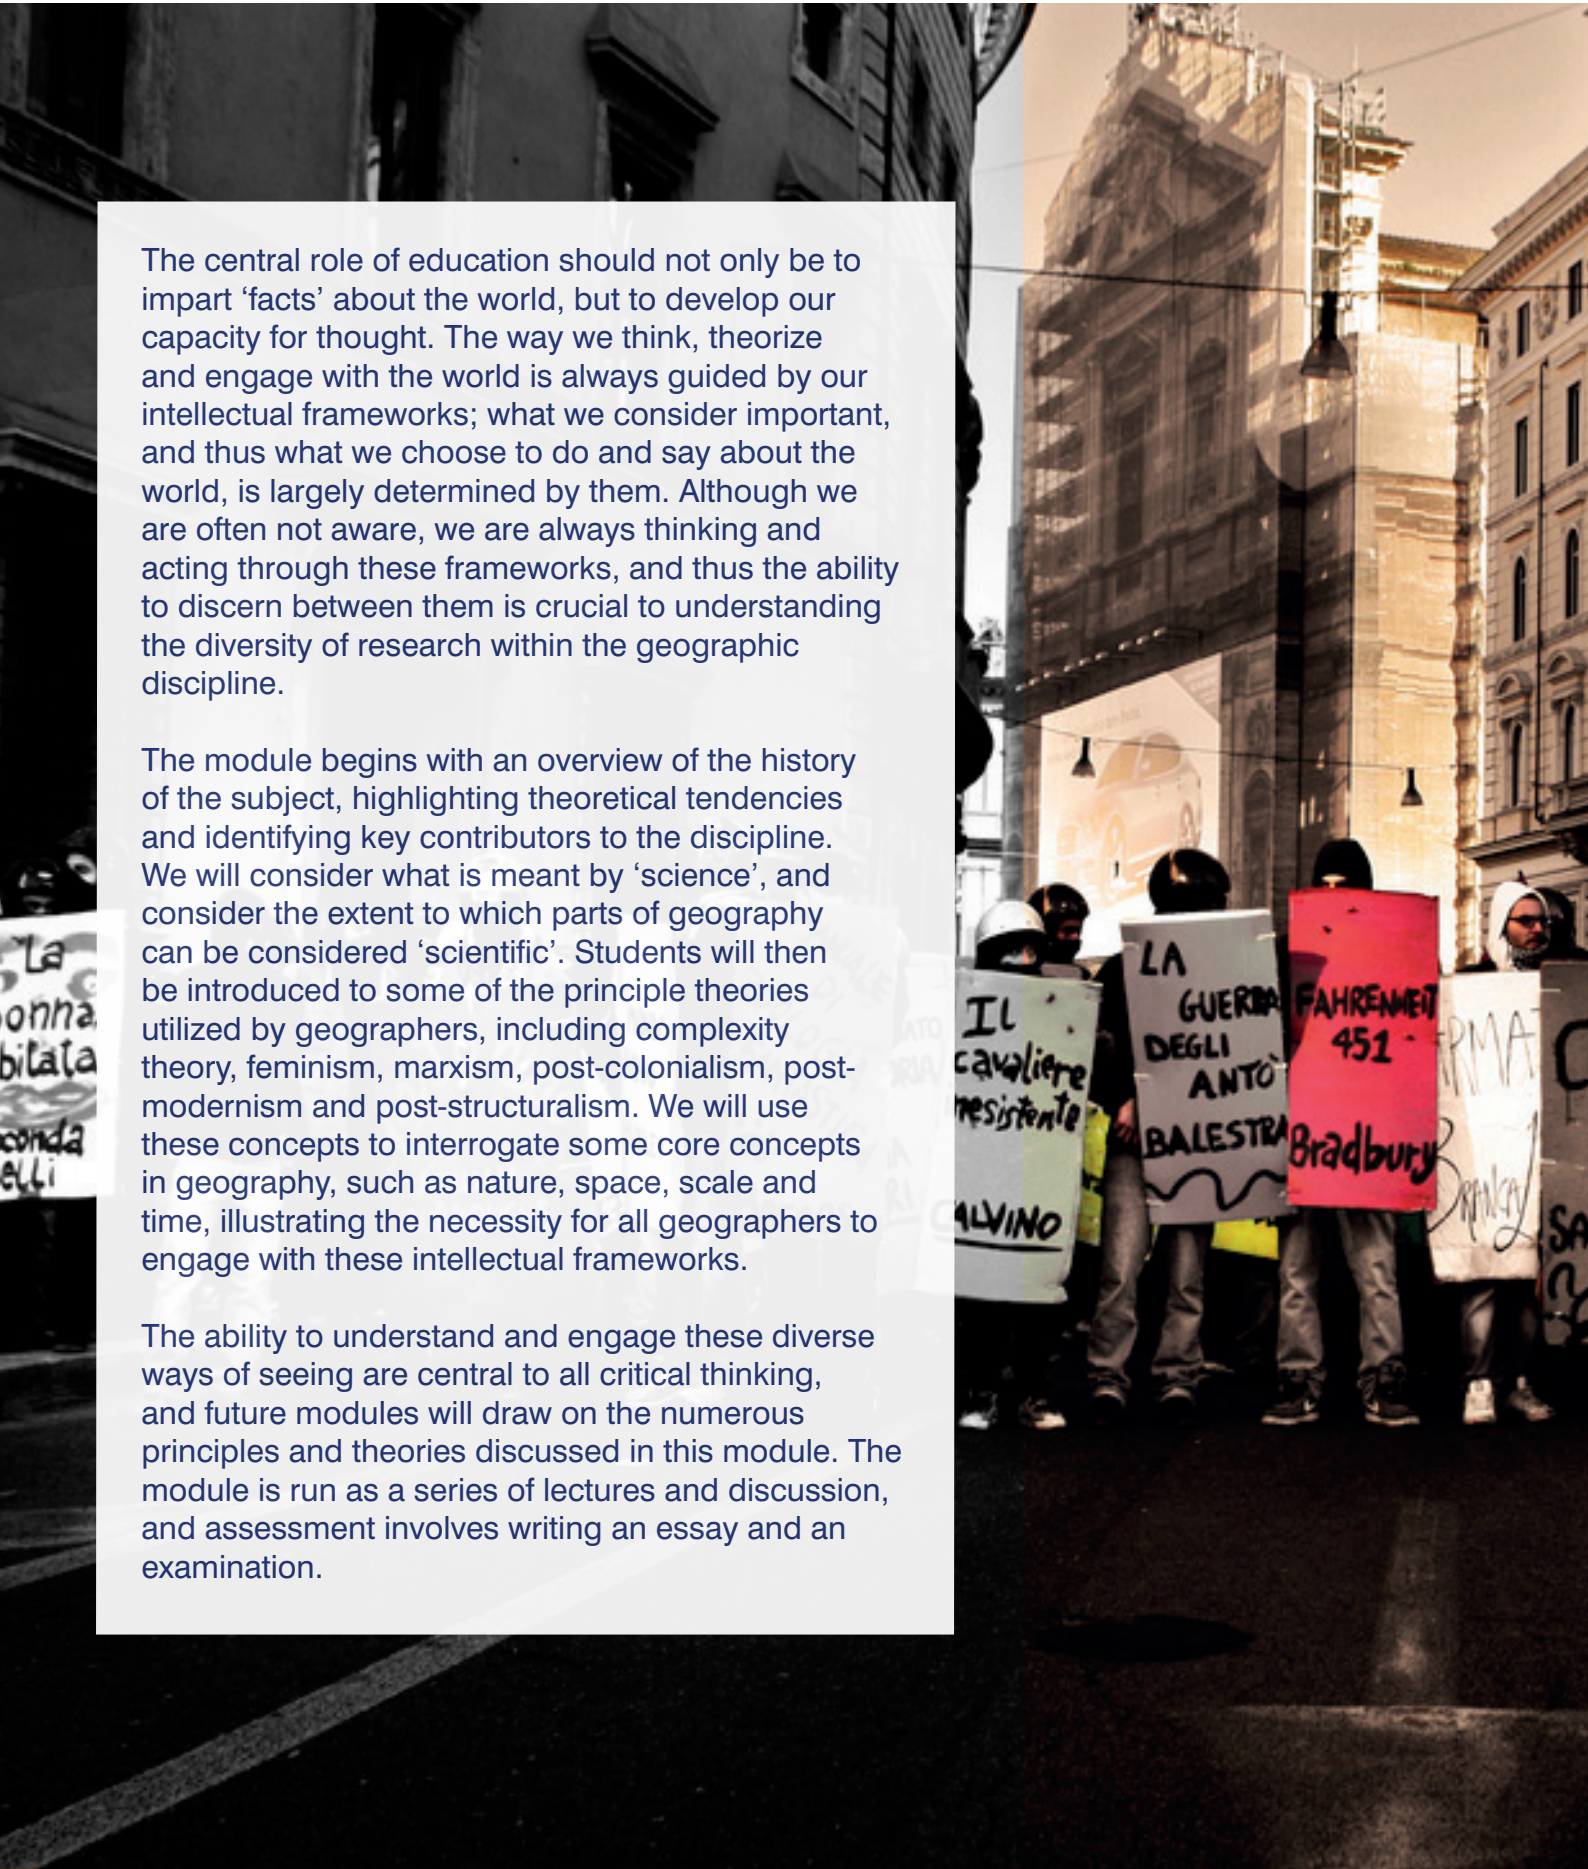 The central role of education should not only be to
impart ‘facts’ about the world, but to develop our
capacity for thought. The way we think, theorize
and engage with the world is always guided by our
intellectual frameworks; what we consider important,
and thus what we choose to do and say about the
world, is largely determined by them. Although we
are often not aware, we are always thinking and
acting through these frameworks, and thus the ability
to discern between them is crucial to understanding
the diversity of research within the geographic
discipline.
The module begins with an overview of the history
of the subject, highlighting theoretical tendencies
and identifying key contributors to the discipline.
We will consider what is meant by ‘science’, and
consider the extent to which parts of geography
can be considered ‘scientific’. Students will then
be introduced to some of the principle theories
utilized by geographers, including complexity
theory, feminism, marxism, post-colonialism, post-
modernism and post-structuralism. We will use
these concepts to interrogate some core concepts
in geography, such as nature, space, scale and
time, illustrating the necessity for all geographers to
engage with these intellectual frameworks.
The ability to understand and engage these diverse
ways of seeing are central to all critical thinking,
and future modules will draw on the numerous
principles and theories discussed in this module. The
module is run as a series of lectures and discussion,
and assessment involves writing an essay and an
examination.
La
onna
bitata
conda
elli
IL
cavaliere
inesistente
CALVINO
LA
GUERRA
DEGLI
ANTÒ
BALESTRA
FAHRENHEIT
451
Bradbury